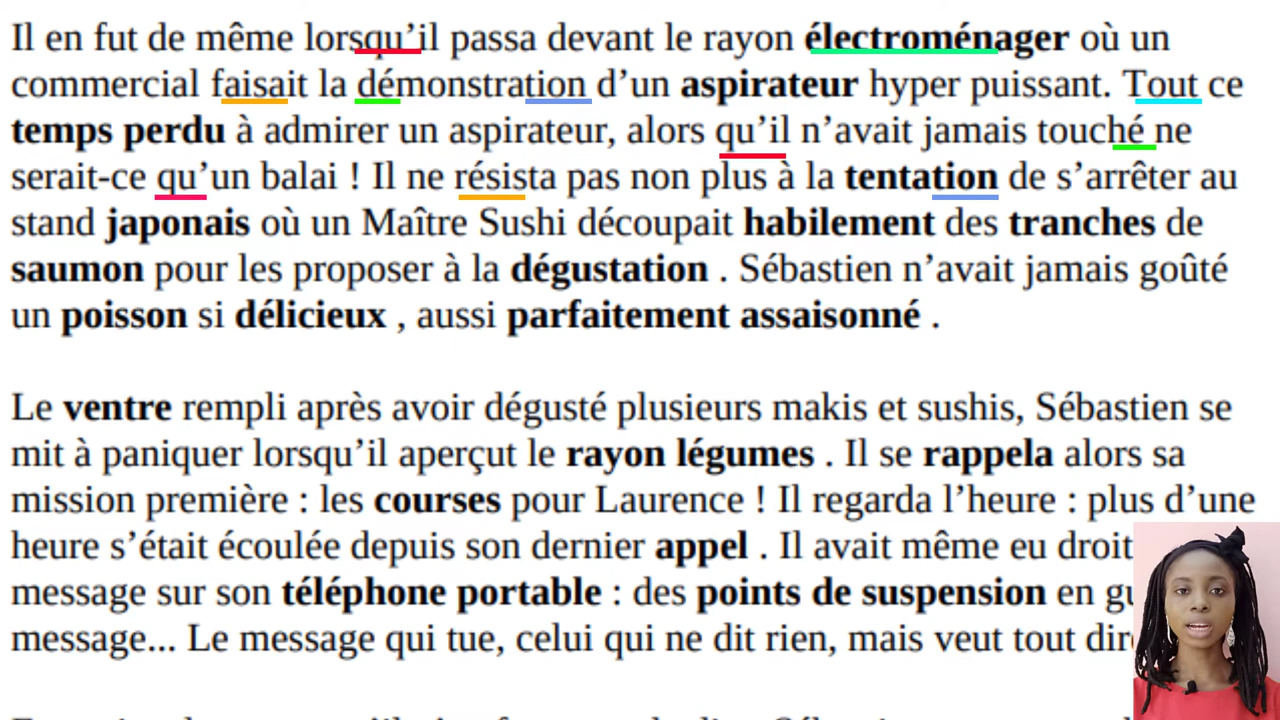 Il en fut de même lorsqu’il passa devant le rayon électroménager où un
commercial faisait la démonstration d’un aspirateur hyper puissant. Tout ce
temps perdu à admirer un aspirateur, alors qu’il n’avait jamais touché ne
serait-ce qu’un balai ! Il ne résista pas non plus à la tentation de s’arrêter au
stand japonais où un Maître Sushi découpait habilement des tranches de
saumon pour les proposer à la dégustation . Sébastien n’avait jamais goûté
un poisson si délicieux , aussi parfaitement assaisonné .
Le ventre rempli après avoir dégusté plusieurs makis et sushis, Sébastien se
mit à paniquer lorsqu’il aperçut le rayon légumes . Il se rappela alors sa
mission première : les courses pour Laurence ! Il regarda l’heure : plus d’une
heure s’était écoulée depuis son dernier appel . Il avait même eu droit
message sur son téléphone portable : des points de suspension en
message... Le message qui tue, celui qui ne dit rien, mais veut tout